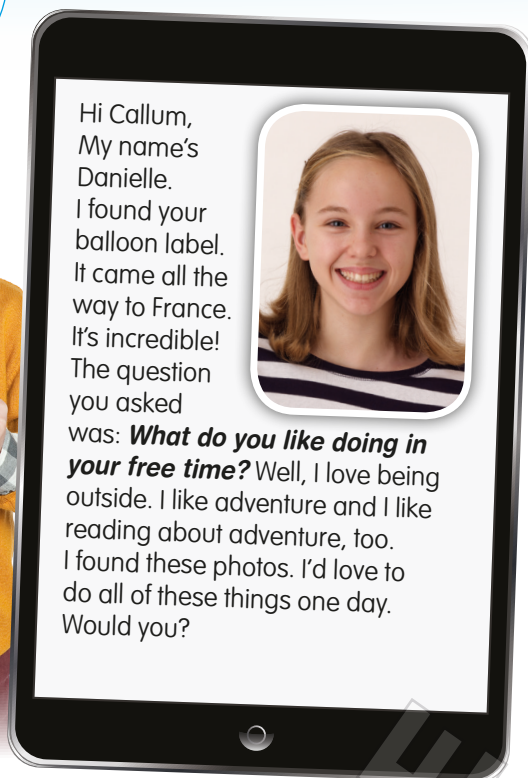 Hi Callum,
My name's
Danielle.
I found your
balloon label.
It came all the
way to France.
It's incredible!
The question
you asked
was: What do you like doing in
your free time? Well, I love being
outside. I like adventure and I like
reading about adventure, too.
I found these photos. I'd love to
do all of these things one day.
Would you?